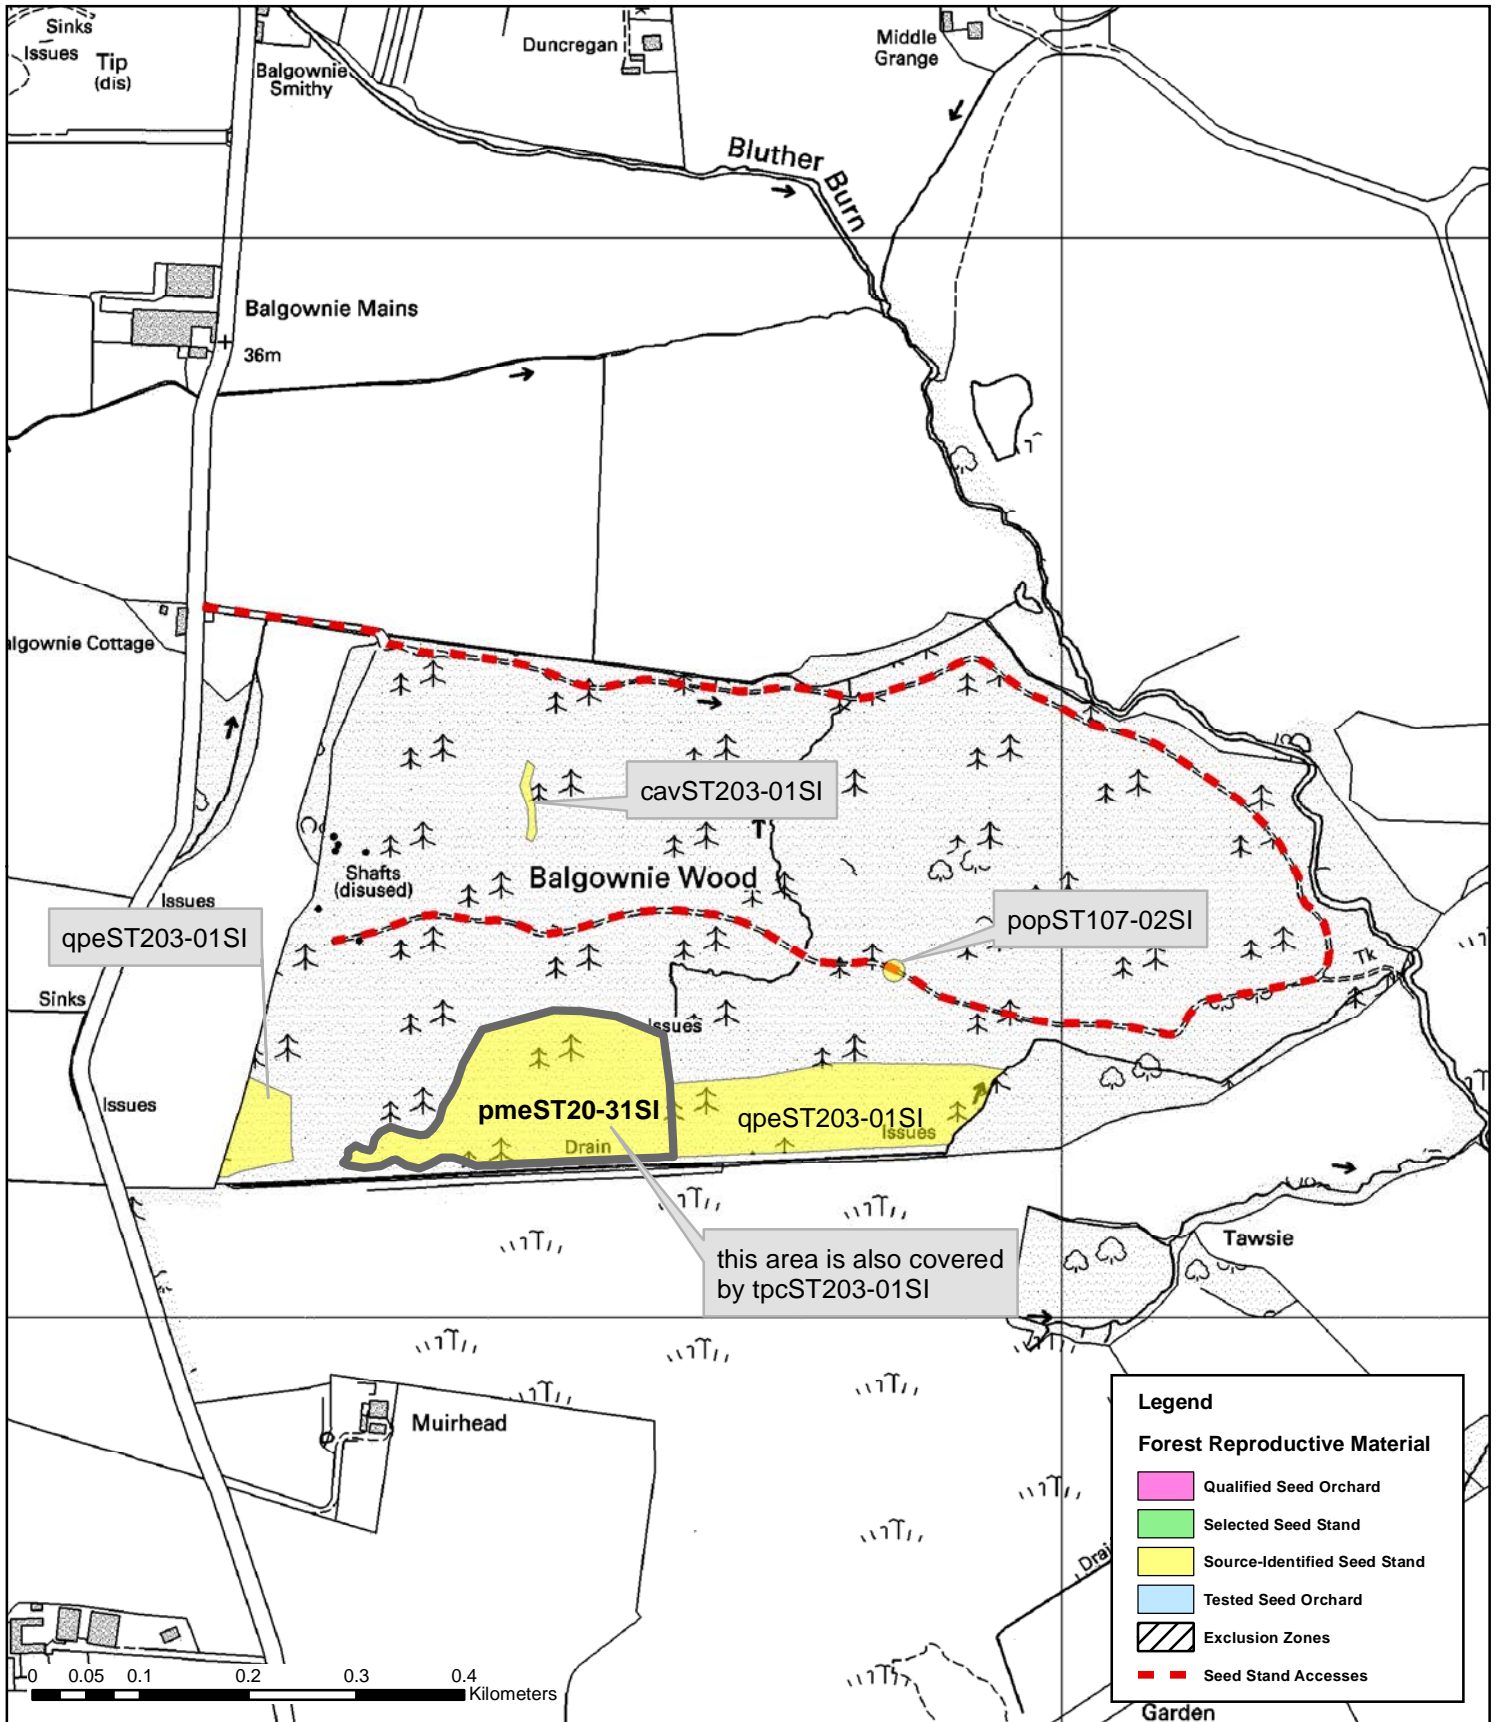 Sinks
Issues
Tip
(dis)
Balgownie
Smithy
Duncregan
Middle
Grange
Bluther
Burn
Balgownie Mains
36m
lgownie Cottage
cavST203-01SI
T
Shafts
(disused)
Balgownie Wood
Issues
qpeST203-01SI
popST107-02SI
Tk
Sinks
Issues
Issues
pmeST20-31SI
qpeST203-01SI
Issues
Drain
this area is also covered
by tpcST203-01SI
Tawsie
Muirhead
Drai
Garden
Legend
Forest Reproductive Material
Qualified Seed Orchard
Selected Seed Stand
Source-Identified Seed Stand
Tested Seed Orchard
Exclusion Zones
Seed Stand Accesses
0 0.05 0.1 0.2 0.3 0.4
Kilometers